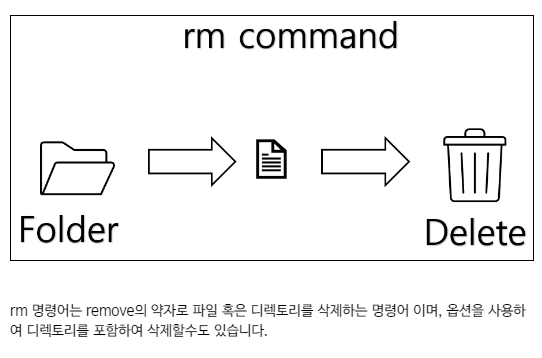 rm command
Folder
Delete
rm 명령어는 remove의 약자로 파일 혹은 디렉토리를 삭제하는 명령어 이며, 옵션을 사용하
여 디렉토리를 포함하여 삭제할수도 있습니다.